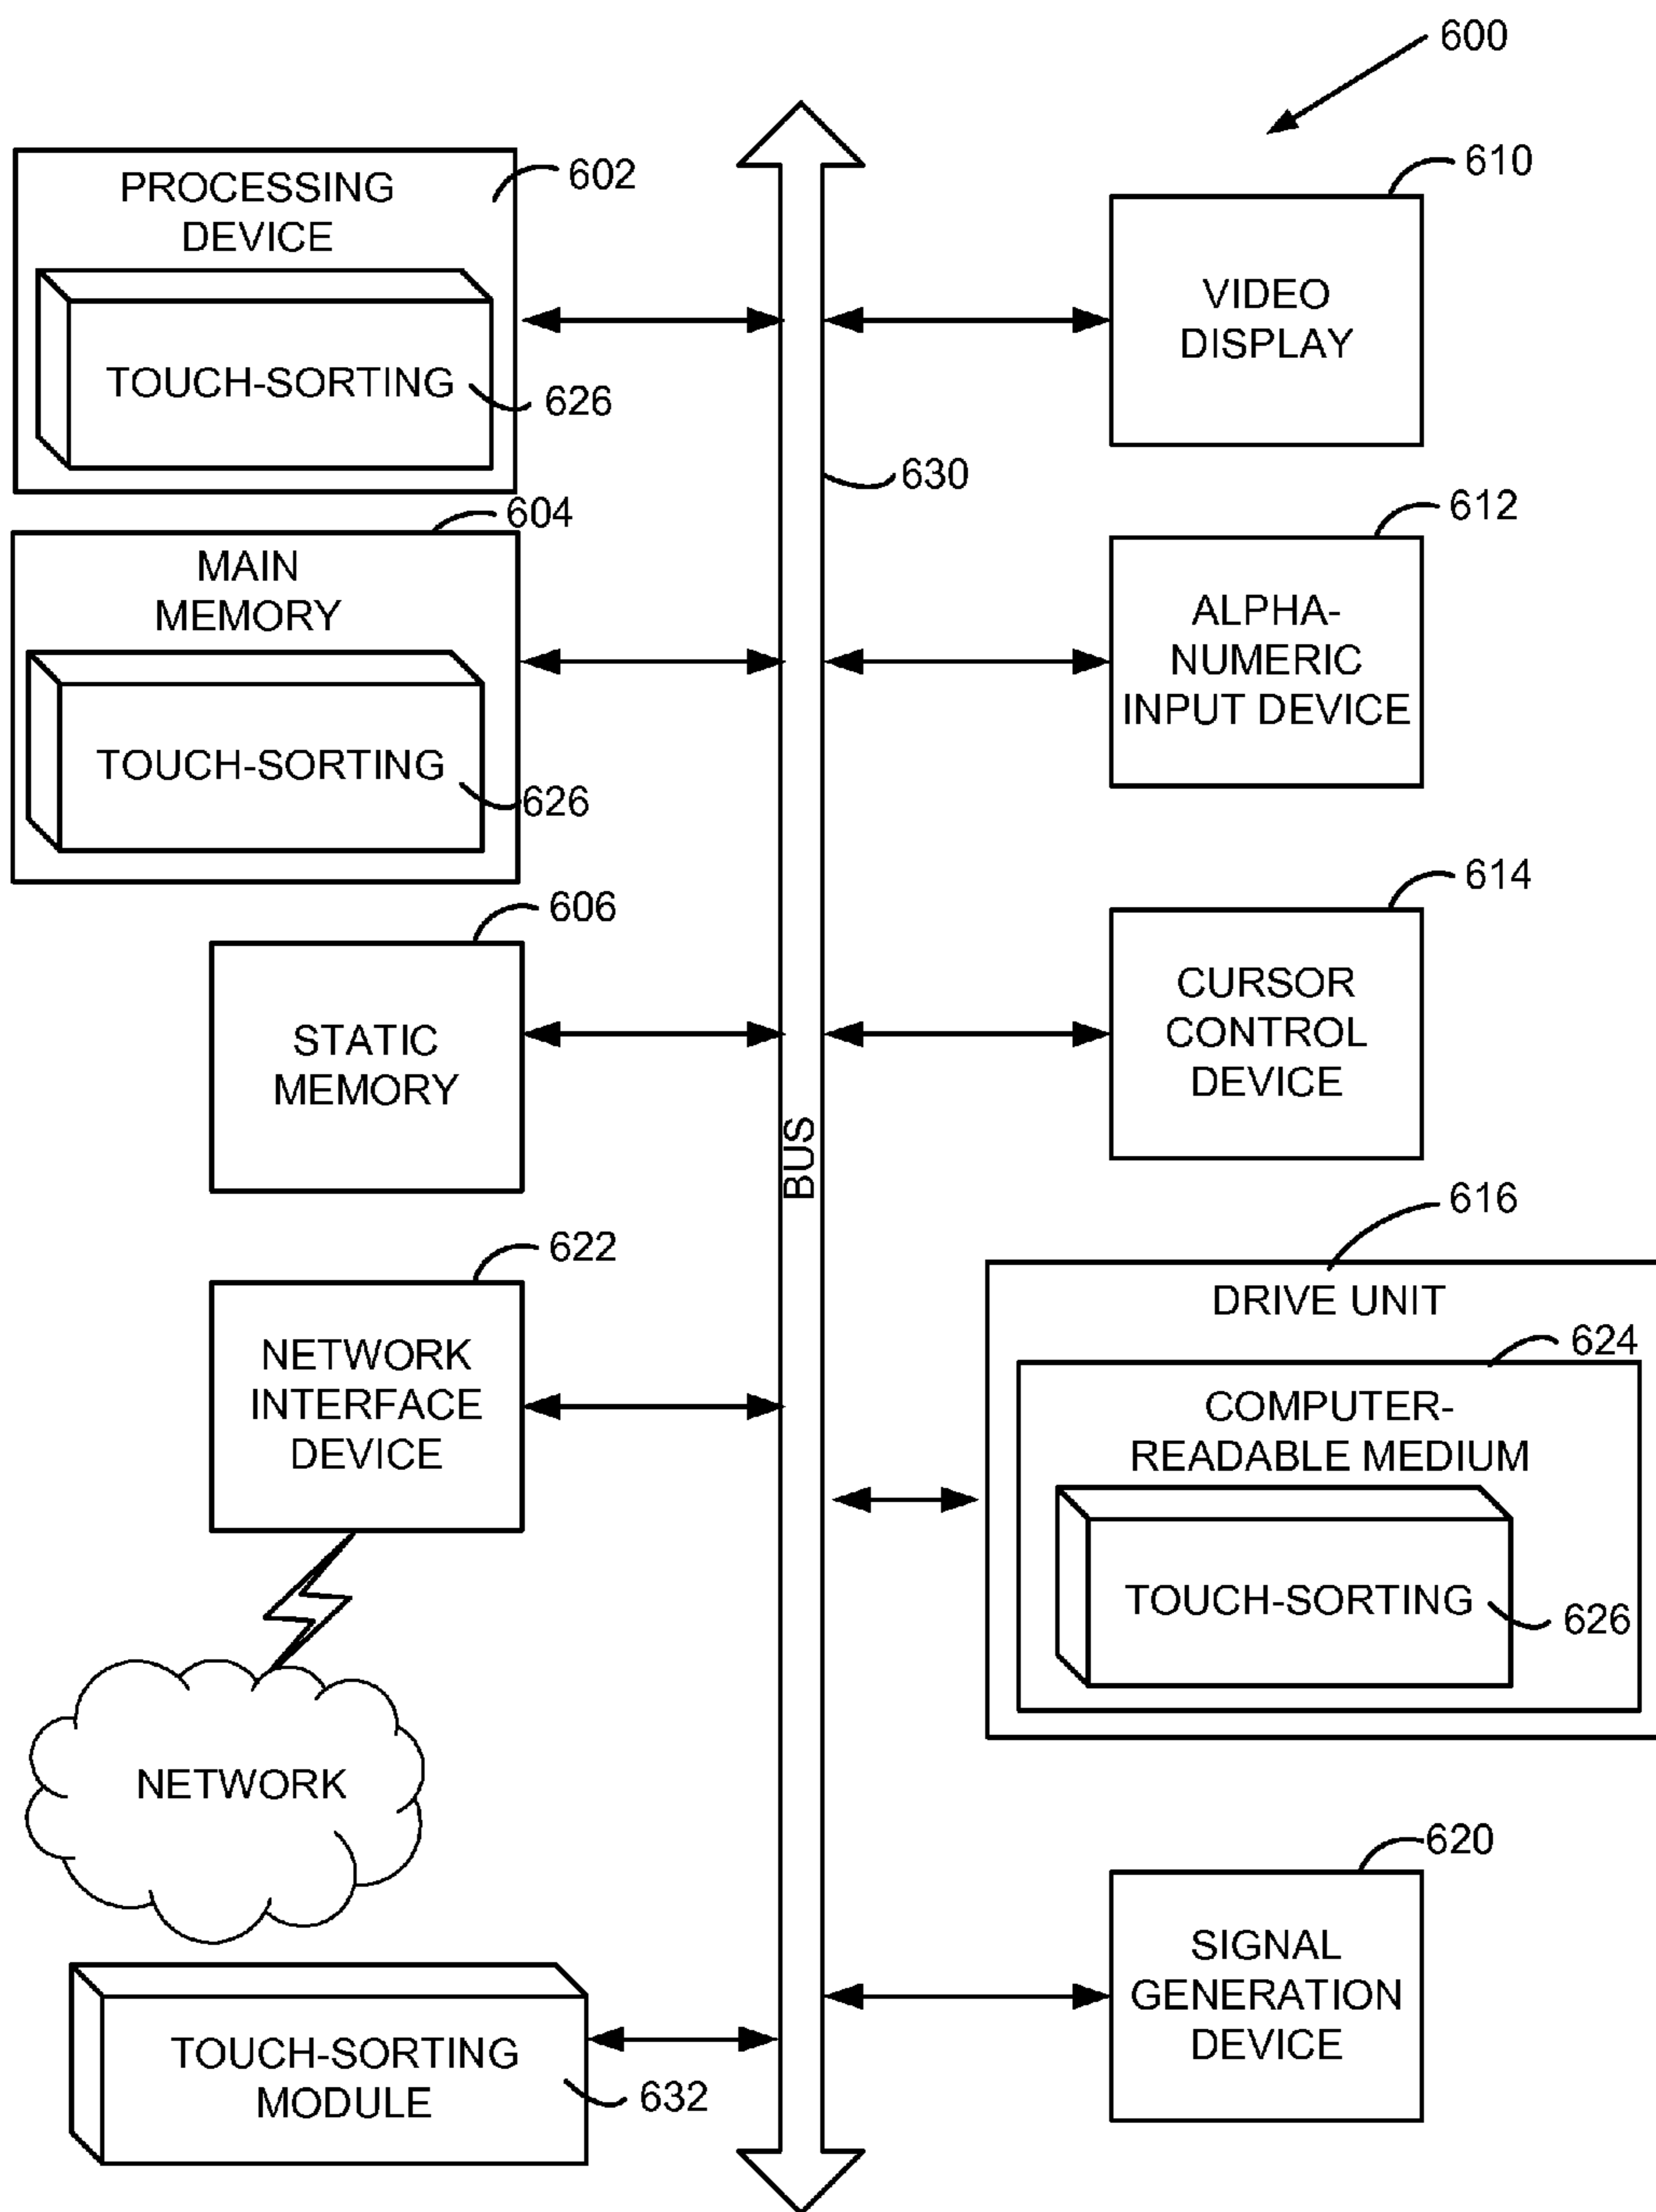 600
PROCESSING
DEVICE
602
TOUCH-SORTING
626
610
VIDEO
DISPLAY
630
604
MAIN
MEMORY
TOUCH-SORTING
626
612
ALPHA-
NUMERIC
INPUT DEVICE
606
STATIC
MEMORY
614
CURSOR
CONTROL
DEVICE
BUS
622
NETWORK
INTERFACE
DEVICE
616
DRIVE UNIT
624
COMPUTER-
READABLE MEDIUM
TOUCH-SORTING
626
NETWORK
620
SIGNAL
GENERATION
DEVICE
TOUCH-SORTING
MODULE
632